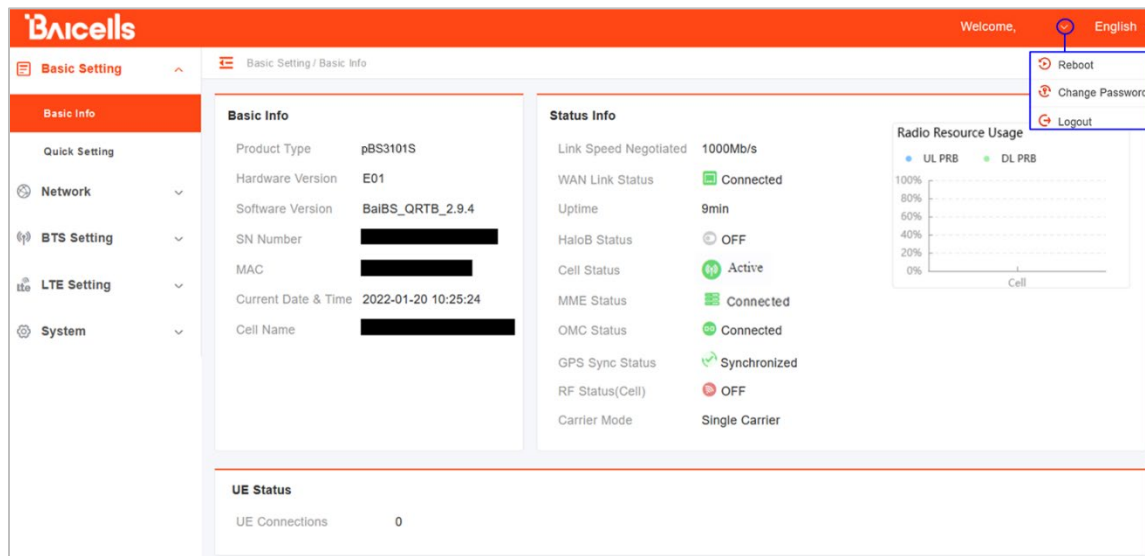 Baicells
Welcome, English
Reboot
Change Password
Logout
Basic Setting
Basic Info
Quick Setting
Network
BTS Setting
LTE Setting
System
Basic Setting / Basic Info
Basic Info
Product Type pBS3101S
Hardware Version E01
Software Version BaiBS_QRTB_2.9.4
SN Number
MAC
Current Date & Time 2022-01-20 10:25:24
Cell Name
Status Info
Link Speed Negotiated 1000Mb/s
WAN Link Status Connected
Uptime 9min
HaloB Status OFF
Cell Status Active
MME Status Connected
OMC Status Connected
GPS Sync Status Synchronized
RF Status(Cell) OFF
Carrier Mode Single Carrier
Radio Resource Usage
UL PRB DL PRB
100%
80%
60%
40%
20%
0%
Cell
UE Status
UE Connections 0